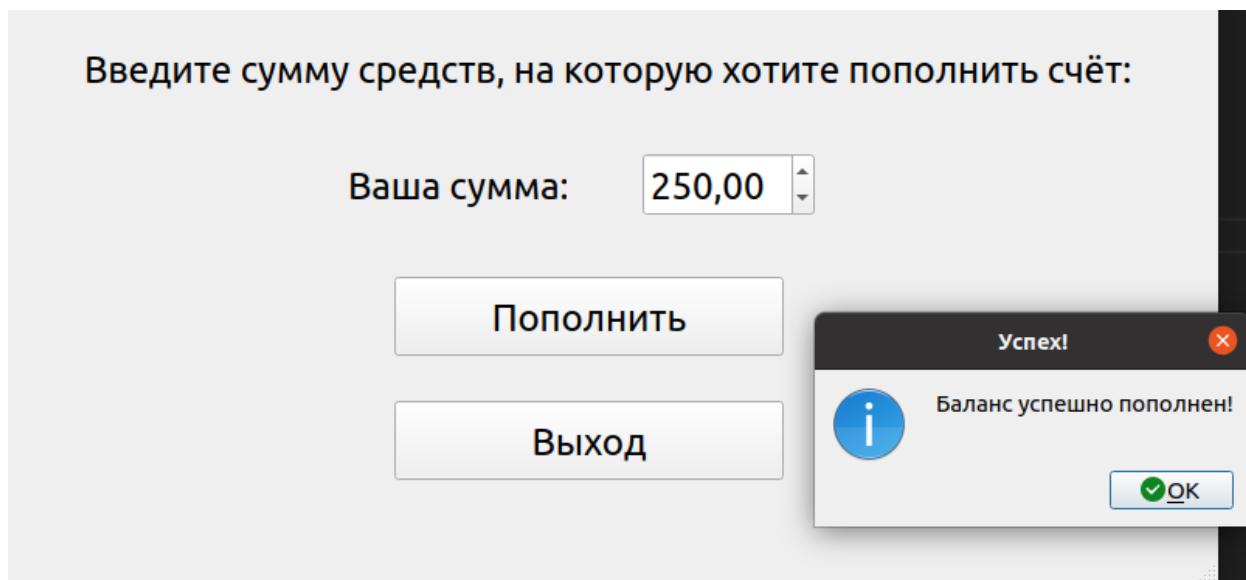 Введите сумму средств, на которую хотите пополнить счёт:
Ваша сумма: 250,00
Пополнить
Выход
Успех!
Баланс успешно пополнен!
OK